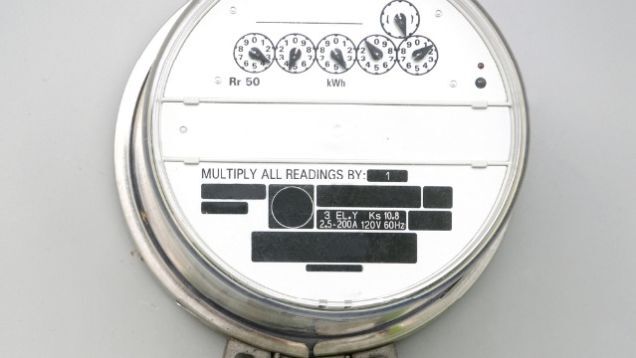 Rr 50 kWh
MULTIPLY ALL READINGS BY: 1
3 EL.Y Ks 10.8
2.5-200A 120V 60Hz